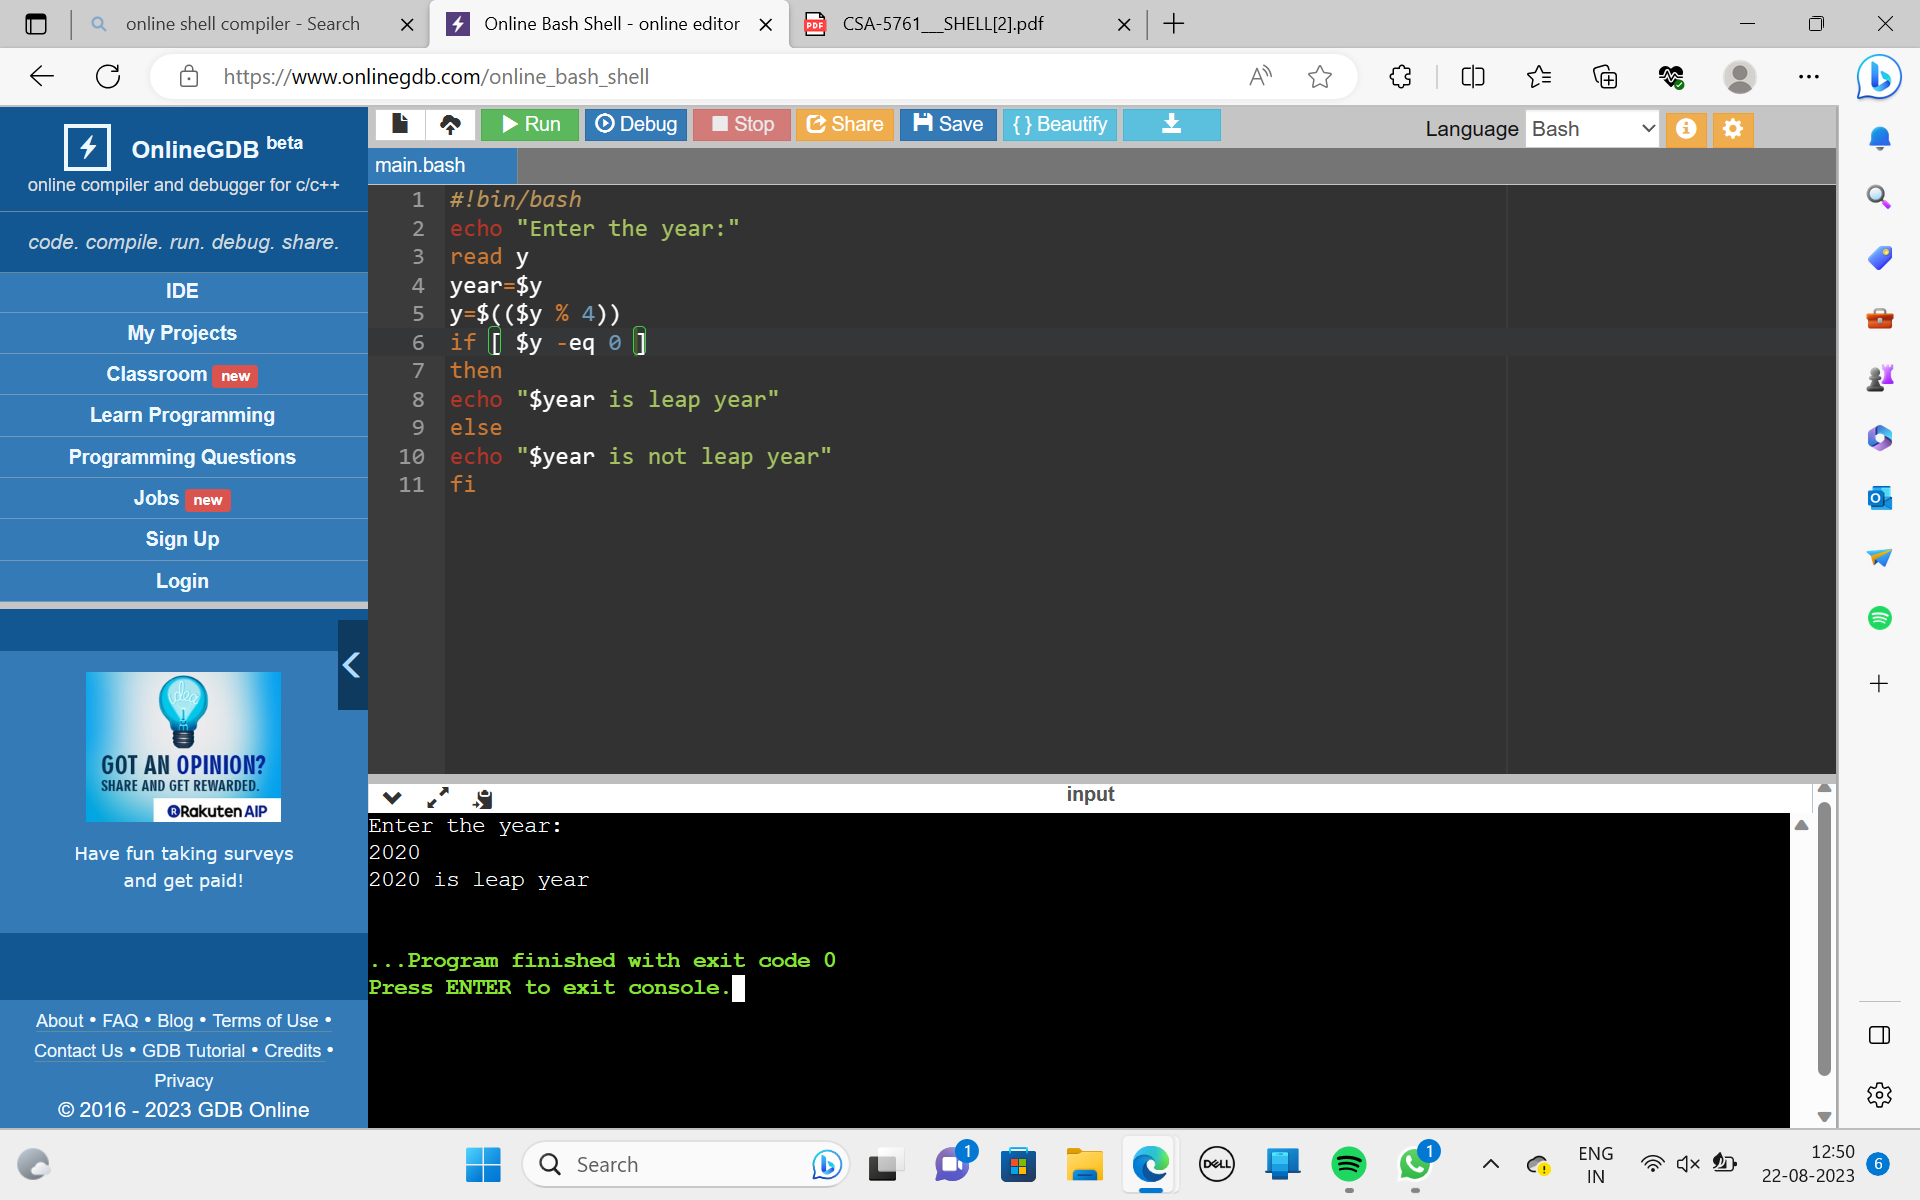 online shell compiler - Search
Online Bash Shell - online editor
CSA-5761___SHELL[2].pdf
https://www.onlinegdb.com/online_bash_shell
OnlineGDB beta
online compiler and debugger for c/c++
code. compile. run. debug. share.
IDE
My Projects
Classroom new
Learn Programming
Programming Questions
Jobs new
Sign Up
Login
GOT AN OPINION?
SHARE AND GET REWARDED.
Rakuten AIP
Have fun taking surveys
and get paid!
About • FAQ • Blog • Terms of Use •
Contact Us • GDB Tutorial • Credits •
Privacy
© 2016 - 2023 GDB Online
Run Debug Stop Share Save { } Beautify
Language Bash
main.bash
1 #!bin/bash
2 echo "Enter the year:"
3 read y
4 year=$y
5 y=$(($y % 4))
6 if [ $y -eq 0 ]
7 then
8 echo "$year is leap year"
9 else
10 echo "$year is not leap year"
11 fi
input
Enter the year:
2020
2020 is leap year
...Program finished with exit code 0
Press ENTER to exit console.
Search
1
DELL
1
ENG
IN
12:50
22-08-2023
6